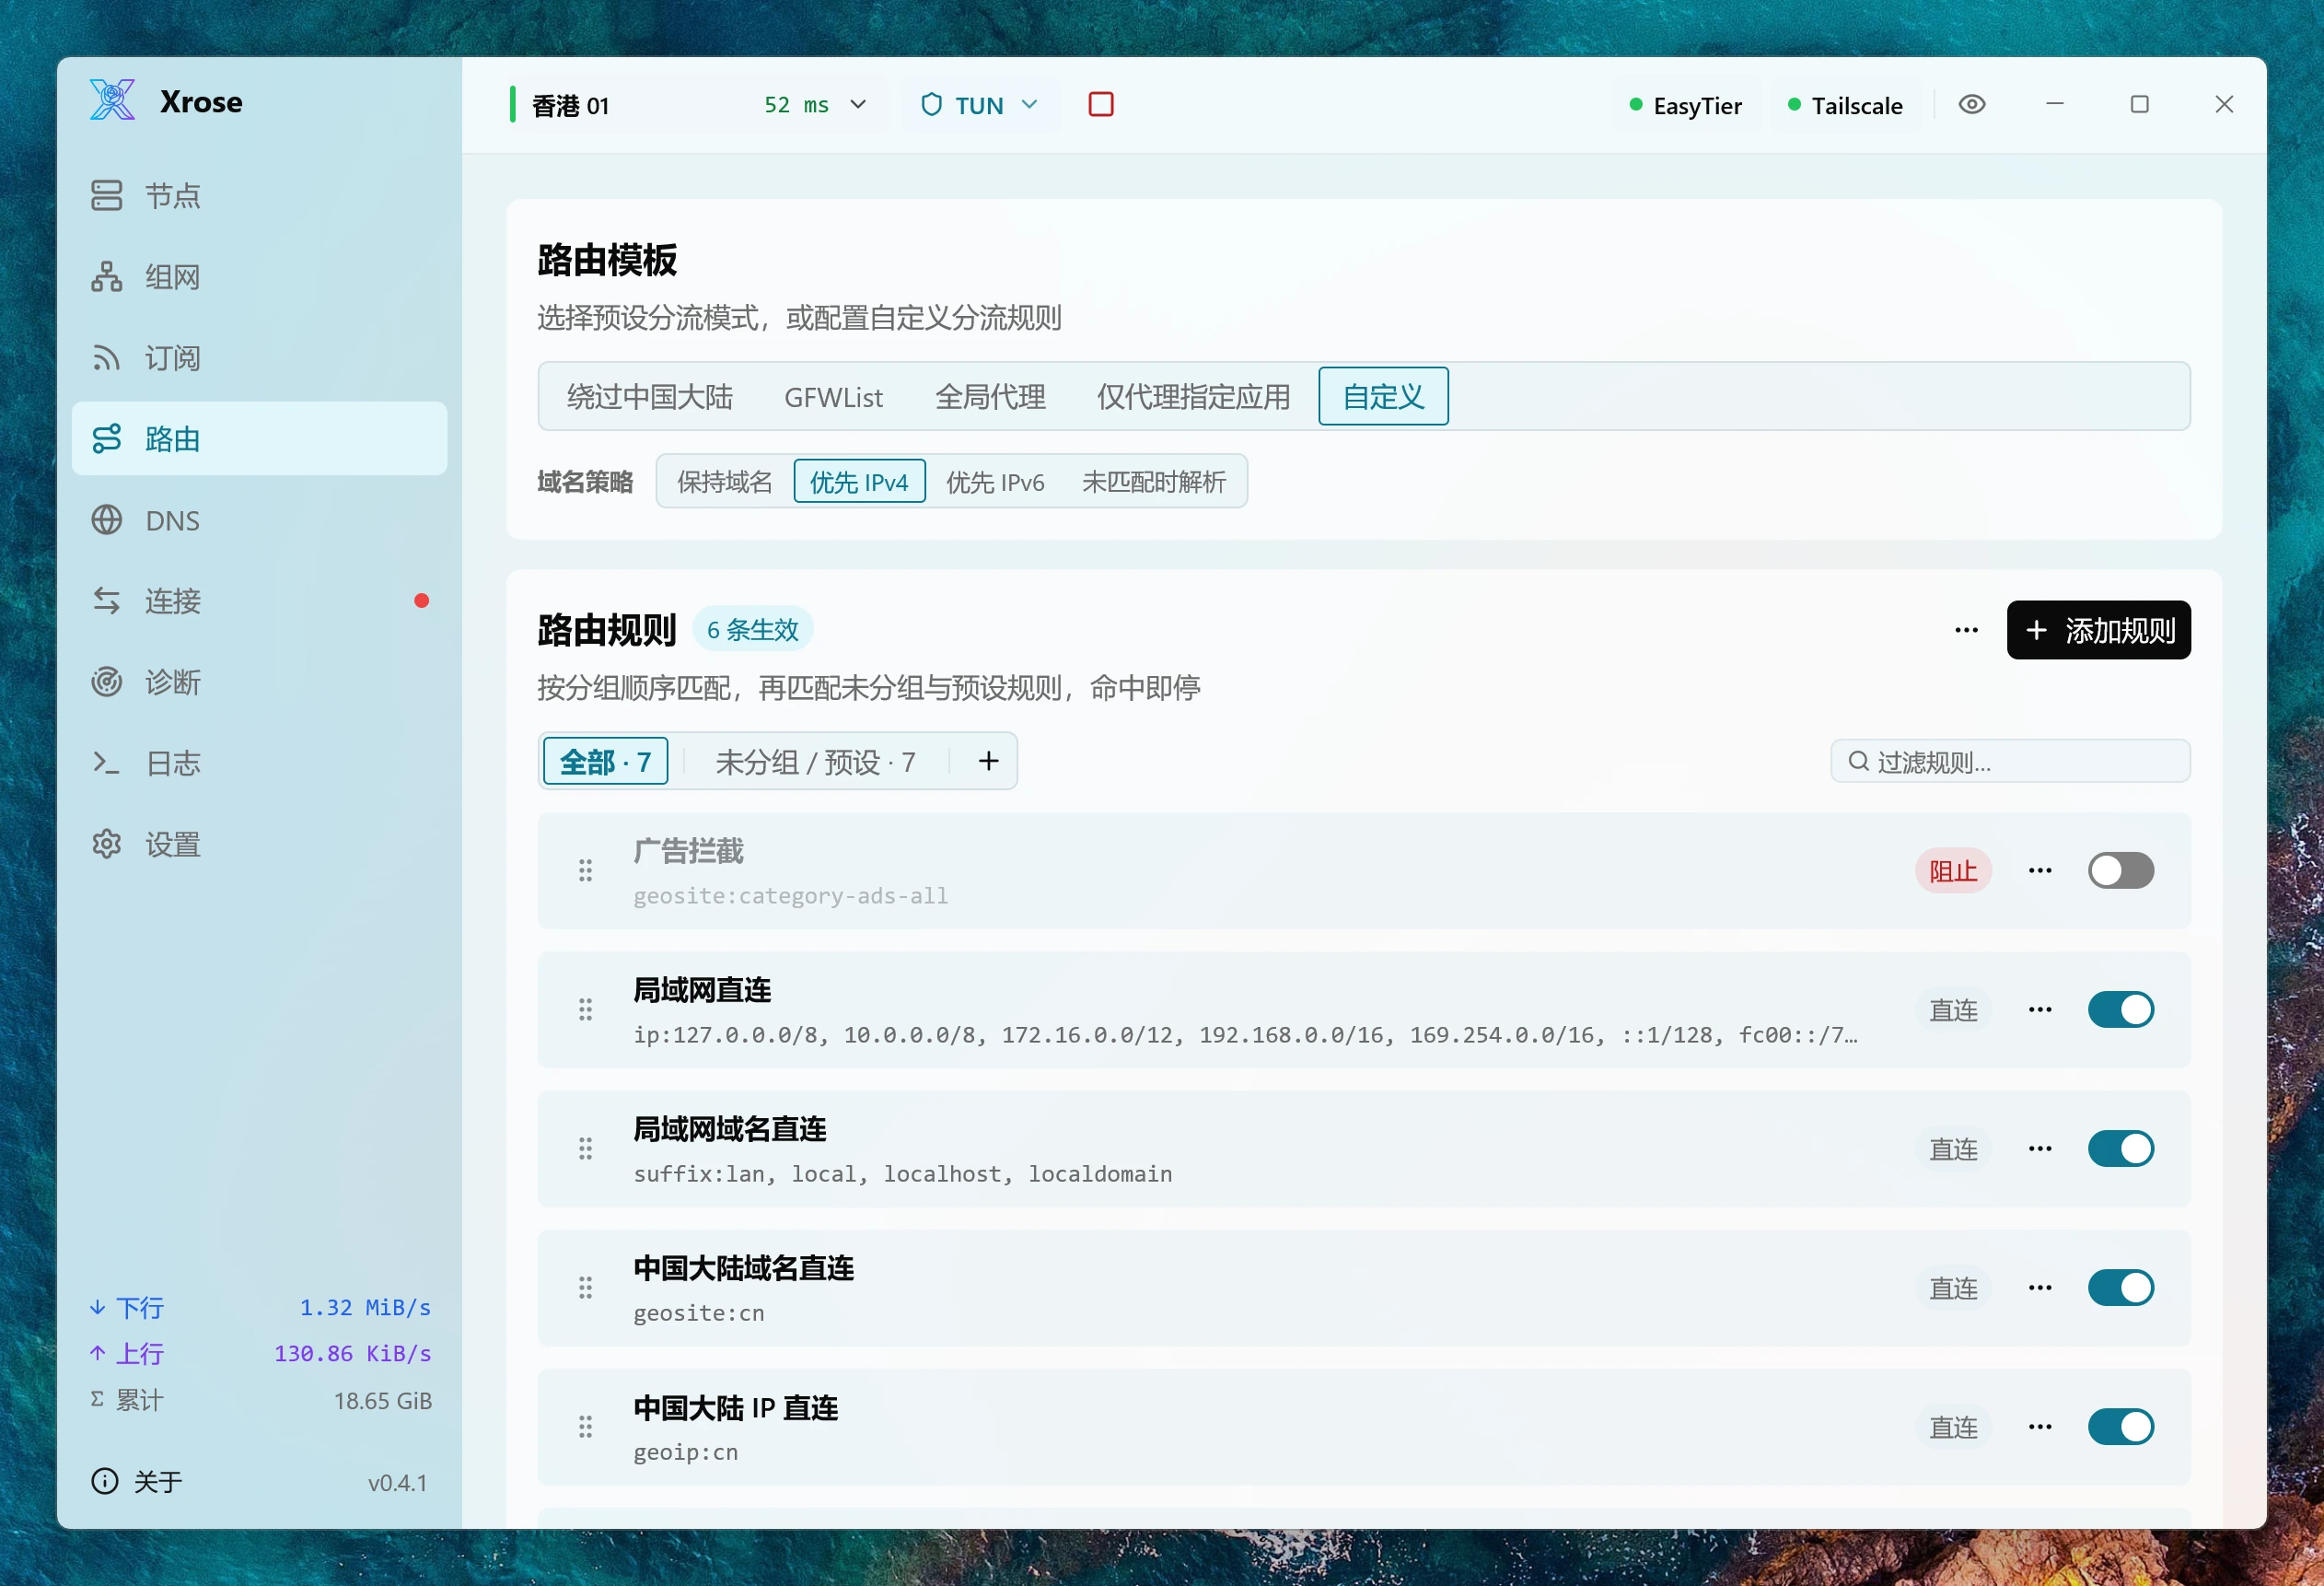 Xrose
节点
组网
订阅
路由
DNS
连接
诊断
日志
设置
下行 1.32 MiB/s
上行 130.86 KiB/s
Σ 累计 18.65 GiB
关于 v0.4.1
香港 01 52 ms TUN EasyTier Tailscale
路由模板
选择预设分流模式，或配置自定义分流规则
绕过中国大陆 GFWList 全局代理 仅代理指定应用 自定义
域名策略 保持域名 优先 IPv4 优先 IPv6 未匹配时解析
路由规则 6 条生效 ··· + 添加规则
按分组顺序匹配，再匹配未分组与预设规则，命中即停
全部 · 7 未分组 / 预设 · 7 + 过滤规则...
广告拦截
geosite:category-ads-all
阻止 ···
局域网直连
ip:127.0.0.0/8, 10.0.0.0/8, 172.16.0.0/12, 192.168.0.0/16, 169.254.0.0/16, ::1/128, fc00::/7…
直连 ···
局域网域名直连
suffix:lan, local, localhost, localdomain
直连 ···
中国大陆域名直连
geosite:cn
直连 ···
中国大陆 IP 直连
geoip:cn
直连 ···